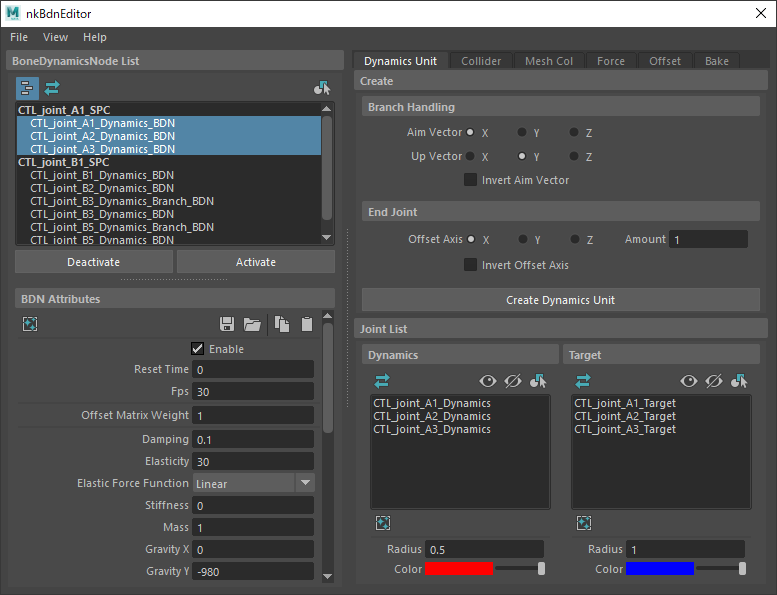 nkBdnEditor
File View Help
BoneDynamicsNode List
CTL_joint_A1_SPC
CTL_joint_A1_Dynamics_BDN
CTL_joint_A2_Dynamics_BDN
CTL_joint_A3_Dynamics_BDN
CTL_joint_B1_SPC
CTL_joint_B1_Dynamics_BDN
CTL_joint_B2_Dynamics_BDN
CTL_joint_B3_Dynamics_Branch_BDN
CTL_joint_B3_Dynamics_BDN
CTL_joint_B5_Dynamics_Branch_BDN
CTL_joint_B5_Dynamics_BDN
Deactivate Activate
BDN Attributes
Enable
Reset Time 0
Fps 30
Offset Matrix Weight 1
Damping 0.1
Elasticity 30
Elastic Force Function Linear
Stiffness 0
Mass 1
Gravity X 0
Gravity Y -980
Dynamics Unit Collider Mesh Col Force Offset Bake
Create
Branch Handling
Aim Vector X Y Z
Up Vector X Y Z
Invert Aim Vector
End Joint
Offset Axis X Y Z Amount 1
Invert Offset Axis
Create Dynamics Unit
Joint List
Dynamics
CTL_joint_A1_Dynamics
CTL_joint_A2_Dynamics
CTL_joint_A3_Dynamics
Radius 0.5
Color
Target
CTL_joint_A1_Target
CTL_joint_A2_Target
CTL_joint_A3_Target
Radius 1
Color